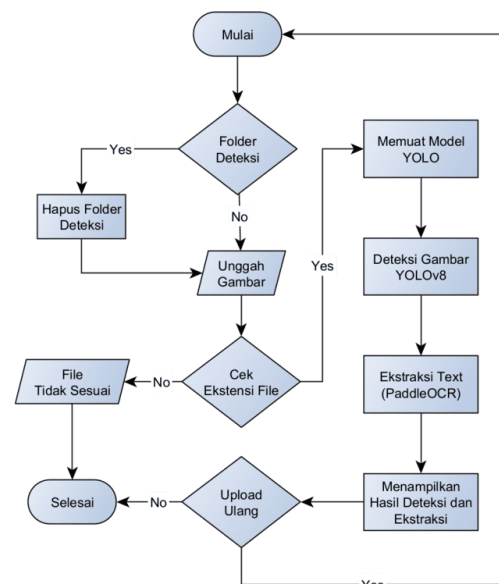 Mulai
Folder
Deteksi
Yes
Hapus Folder
Deteksi
No
Unggah
Gambar
Cek
Ekstensi File
No
File
Tidak Sesuai
Yes
Memuat Model
YOLO
Deteksi Gambar
YOLOv8
Ekstraksi Text
(PaddleOCR)
Menampilkan
Hasil Deteksi dan
Ekstraksi
Upload
Ulang
No
Selesai
Yes